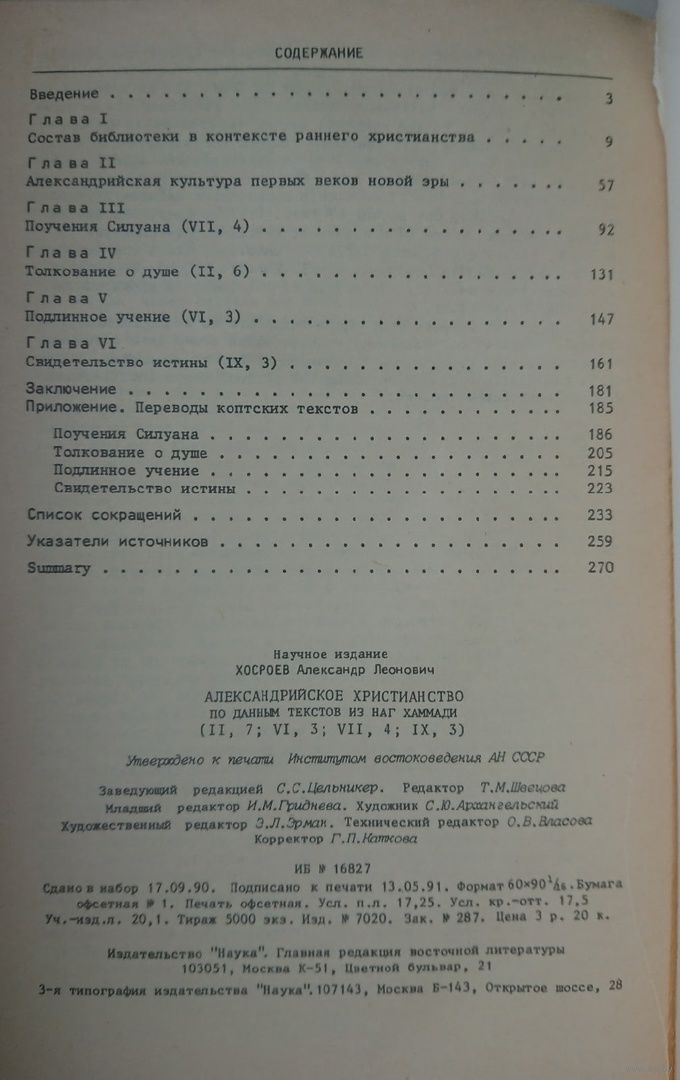 СОДЕРЖАНИЕ
Введение . . . . . . . . . . . . . . . . . . . . . . . . . . 3
Глава I
Состав библиотеки в контексте раннего христианства . . . . . 9
Глава II
Александрийская культура первых веков новой эры . . . . . . . 57
Глава III
Поучения Силуана (VII, 4) . . . . . . . . . . . . . . . . . . 92
Глава IV
Толкование о душе (II, 6) . . . . . . . . . . . . . . . . . . 131
Глава V
Подлинное учение (VI, 3) . . . . . . . . . . . . . . . . . . 147
Глава VI
Свидетельство истины (IX, 3) . . . . . . . . . . . . . . . . 161
Заключение . . . . . . . . . . . . . . . . . . . . . . . . . 181
Приложение. Переводы коптских текстов . . . . . . . . . . . 185
Поучения Силуана . . . . . . . . . . . . . . . . . . . . 186
Толкование о душе . . . . . . . . . . . . . . . . . . . . 205
Подлинное учение . . . . . . . . . . . . . . . . . . . . 215
Свидетельство истины . . . . . . . . . . . . . . . . . . 223
Список сокращений . . . . . . . . . . . . . . . . . . . . . 233
Указатели источников . . . . . . . . . . . . . . . . . . . . 259
Summary . . . . . . . . . . . . . . . . . . . . . . . . . . 270
Научное издание
ХОСРОЕВ Александр Леонович
АЛЕКСАНДРИЙСКОЕ ХРИСТИАНСТВО
ПО ДАННЫМ ТЕКСТОВ ИЗ НАГ ХАММАДИ
(II, 7; VI, 3; VII, 4; IX, 3)
Утверждено к печати Институтом востоковедения АН СССР
Заведующий редакцией С.С.Цельникер. Редактор Т.М.Швецова
Младший редактор И.М.Гриднева. Художник С.Ю.Архангельский
Художественный редактор Э.Л.Эрман. Технический редактор О.В.Власова
Корректор Г.П.Каткова
ИБ № 16827
Сдано в набор 17.09.90. Подписано к печати 13.05.91. Формат 60×90 1/16. Бумага
офсетная № 1. Печать офсетная. Усл. п.л. 17,25. Усл. кр.-отт. 17,5
Уч.-изд.л. 20,1. Тираж 5000 экз. Изд. № 7020. Зак. № 287. Цена 3 р. 20 к.
Издательство "Наука". Главная редакция восточной литературы
103051, Москва К-51, Цветной бульвар, 21
3-я типография издательства "Наука". 107143, Москва Б-143, Открытое шоссе, 28